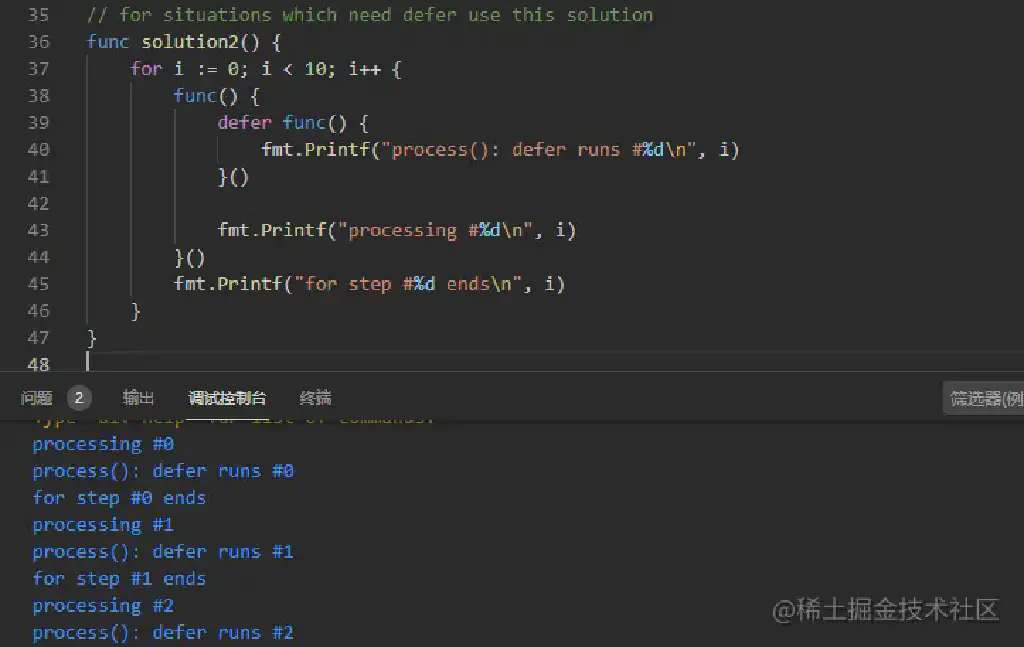 35 // for situations which need defer use this solution
36 func solution2() {
37 for i := 0; i < 10; i++ {
38 func() {
39 defer func() {
40 fmt.Printf("process(): defer runs #%d\n", i)
41 }()
42
43 fmt.Printf("processing #%d\n", i)
44 }()
45 fmt.Printf("for step #%d ends\n", i)
46 }
47 }
48
问题 2 输出 调试控制台 终端 筛选器(例
processing #0
process(): defer runs #0
for step #0 ends
processing #1
process(): defer runs #1
for step #1 ends
processing #2
process(): defer runs #2
@稀土掘金技术社区